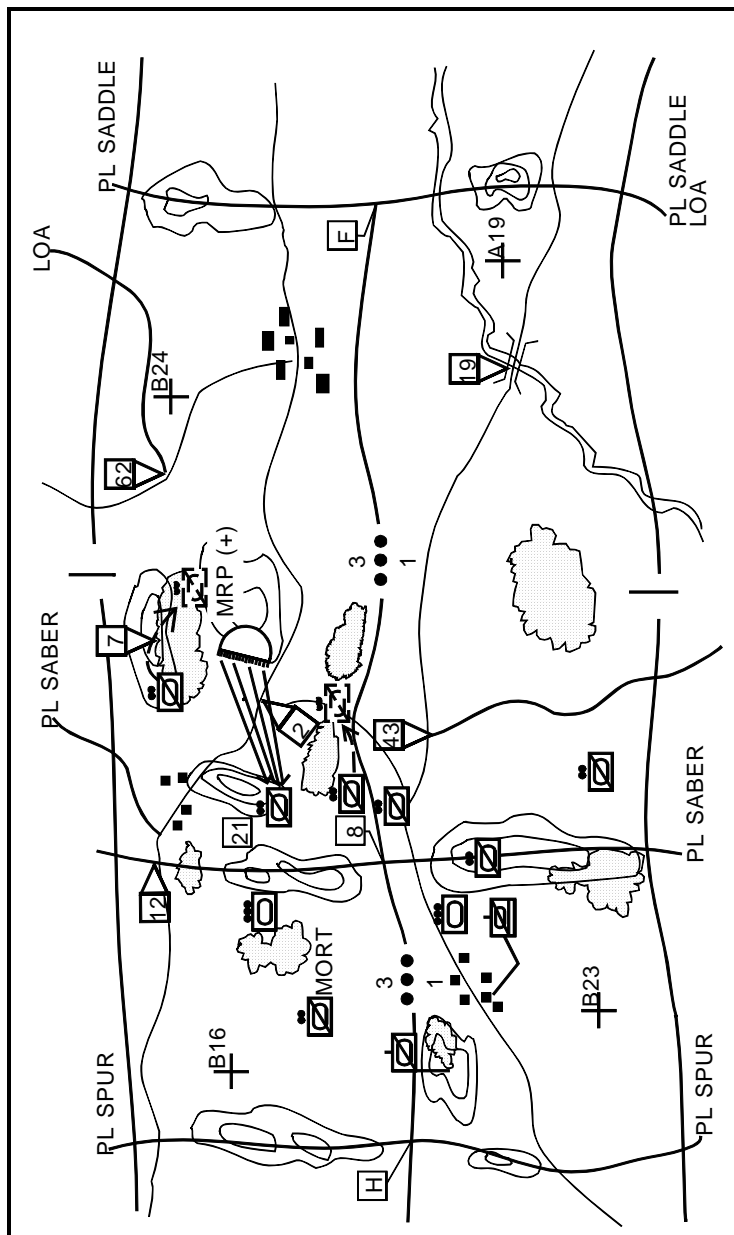 PL SPUR
PL SABER
LOA
PL SADDLE
12
7
62
B24
B16
21
MRP (+)
MORT
2
H
8
F
3
3
1
1
43
19
A19
B23
PL SPUR
PL SABER
PL SADDLE
LOA